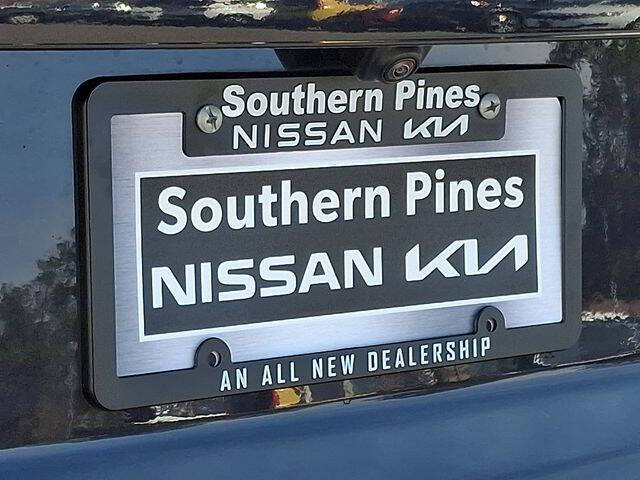 Southern Pines
NISSAN KIA
Southern Pines
NISSAN KIA
AN ALL NEW DEALERSHIP